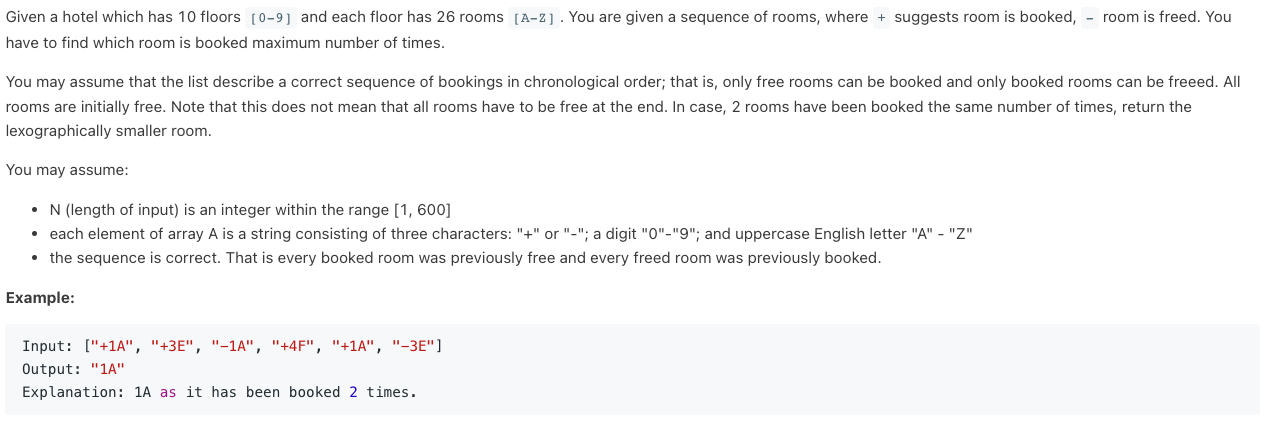 Given a hotel which has 10 floors [0-9] and each floor has 26 rooms [A-Z] . You are given a sequence of rooms, where + suggests room is booked, - room is freed. You
have to find which room is booked maximum number of times.
You may assume that the list describe a correct sequence of bookings in chronological order; that is, only free rooms can be booked and only booked rooms can be freeed. All
rooms are initially free. Note that this does not mean that all rooms have to be free at the end. In case, 2 rooms have been booked the same number of times, return the
lexographically smaller room.
You may assume:
• N (length of input) is an integer within the range [1, 600]
• each element of array A is a string consisting of three characters: "+" or "-"; a digit "0"-"9"; and uppercase English letter "A" - "Z"
• the sequence is correct. That is every booked room was previously free and every freed room was previously booked.
Example:
Input: ["+1A", "+3E", "-1A", "+4F", "+1A", "-3E"]
Output: "1A"
Explanation: 1A as it has been booked 2 times.